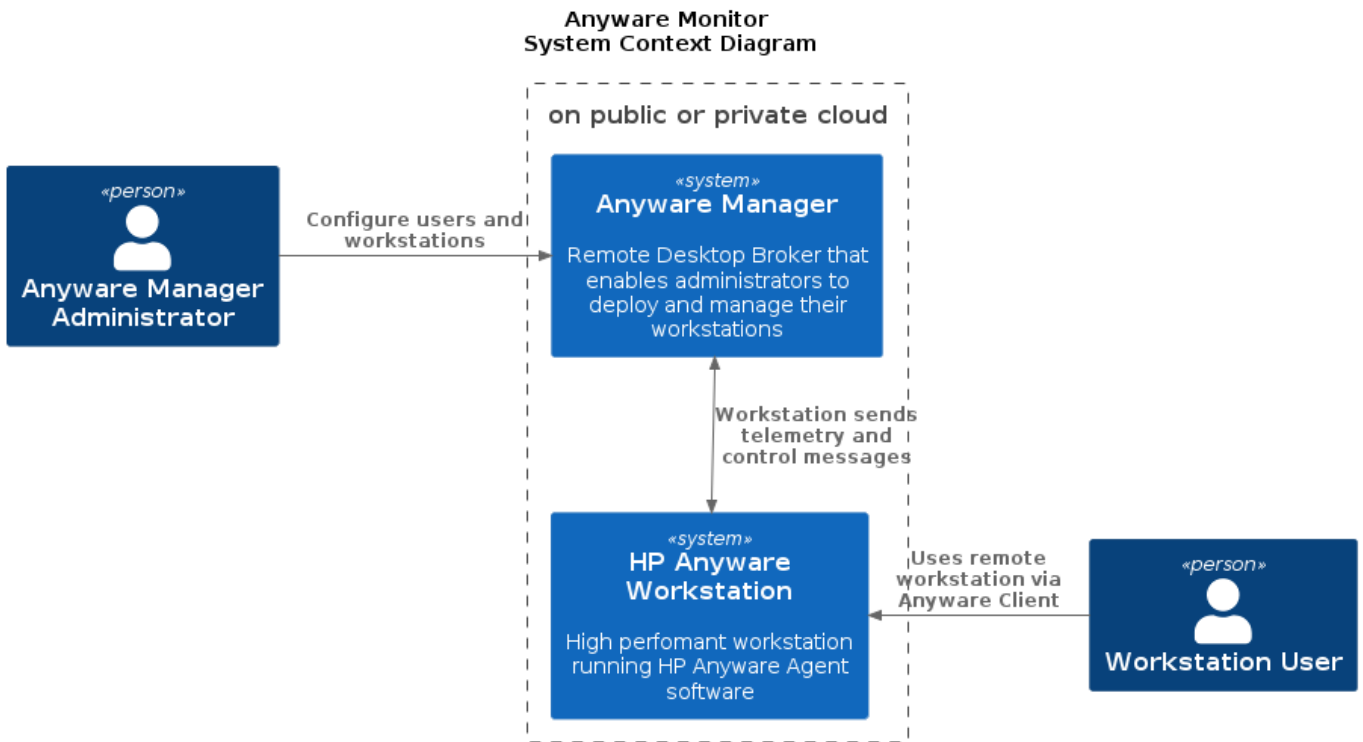 Anyware Monitor
System Context Diagram
on public or private cloud
«person»
Anyware Manager
Administrator
Configure users and
workstations
«system»
Anyware Manager
Remote Desktop Broker that
enables administrators to
deploy and manage their
workstations
Workstation sends
telemetry and
control messages
«system»
HP Anyware
Workstation
High perfomant workstation
running HP Anyware Agent
software
Uses remote
workstation via
Anyware Client
«person»
Workstation User